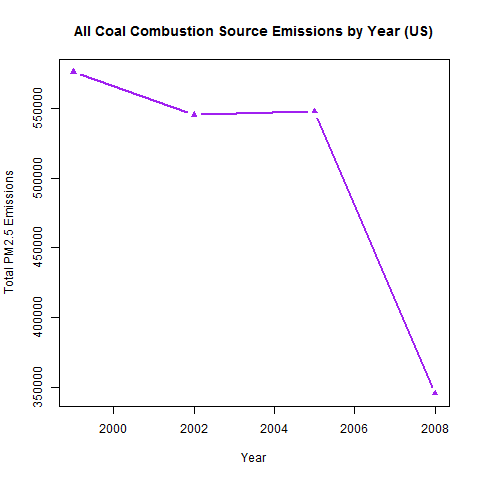 All Coal Combustion Source Emissions by Year (US)
Total PM2.5 Emissions
550000
500000
450000
400000
350000
2000 2002 2004 2006 2008
Year